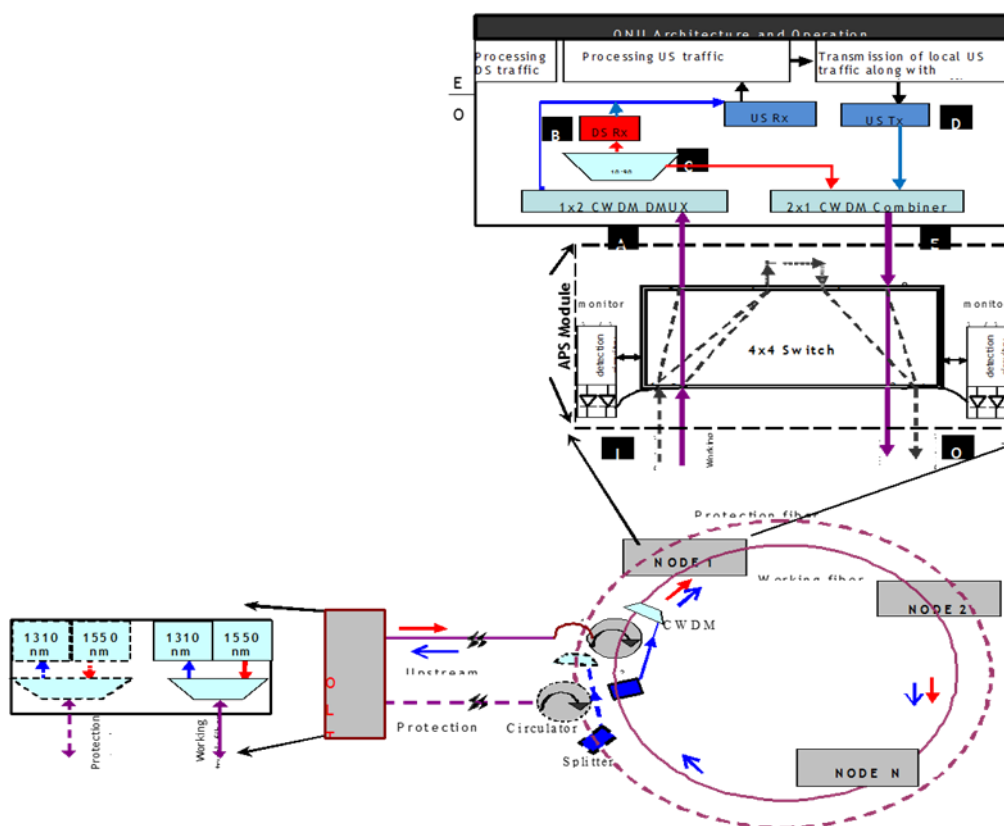 ONU Architecture and Operation
Processing
DS traffic
Processing US traffic
Transmission of local US
traffic along with
E
O
B
DS Rx
US Rx
US Tx
D
C
1x2 CWDM DMUX
2x1 CWDM Combiner
A
E
APS Module
monitor
monitor
detection
4x4 Switch
detection
I
Working
O
Protection fiber
NODE 1
Working fiber
NODE 2
CWDM
1310
nm
1550
nm
1310
nm
1550
nm
Upstream
OLT
Protection
Circulator
Splitter
Protection
Working
NODE N